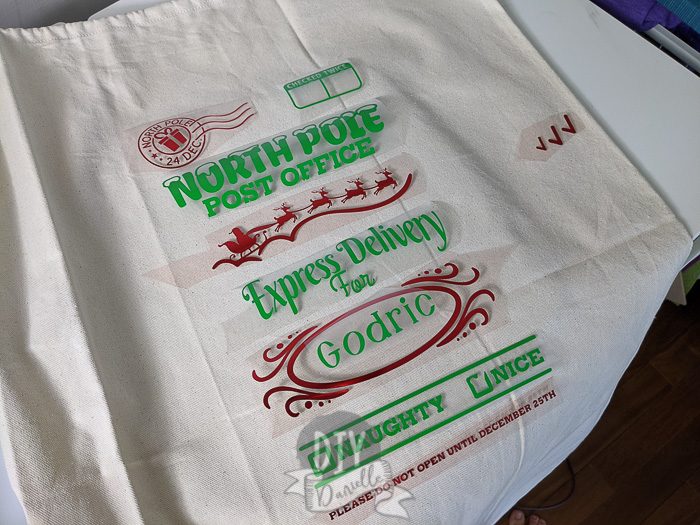 CHECKED TWICE
NORTH POLE
24 DEC.
NORTH POLE
POST OFFICE
Express Delivery
For
Godric
NAUGHTY NICE
PLEASE DO NOT OPEN UNTIL DECEMBER 25TH
DIY
Danielle